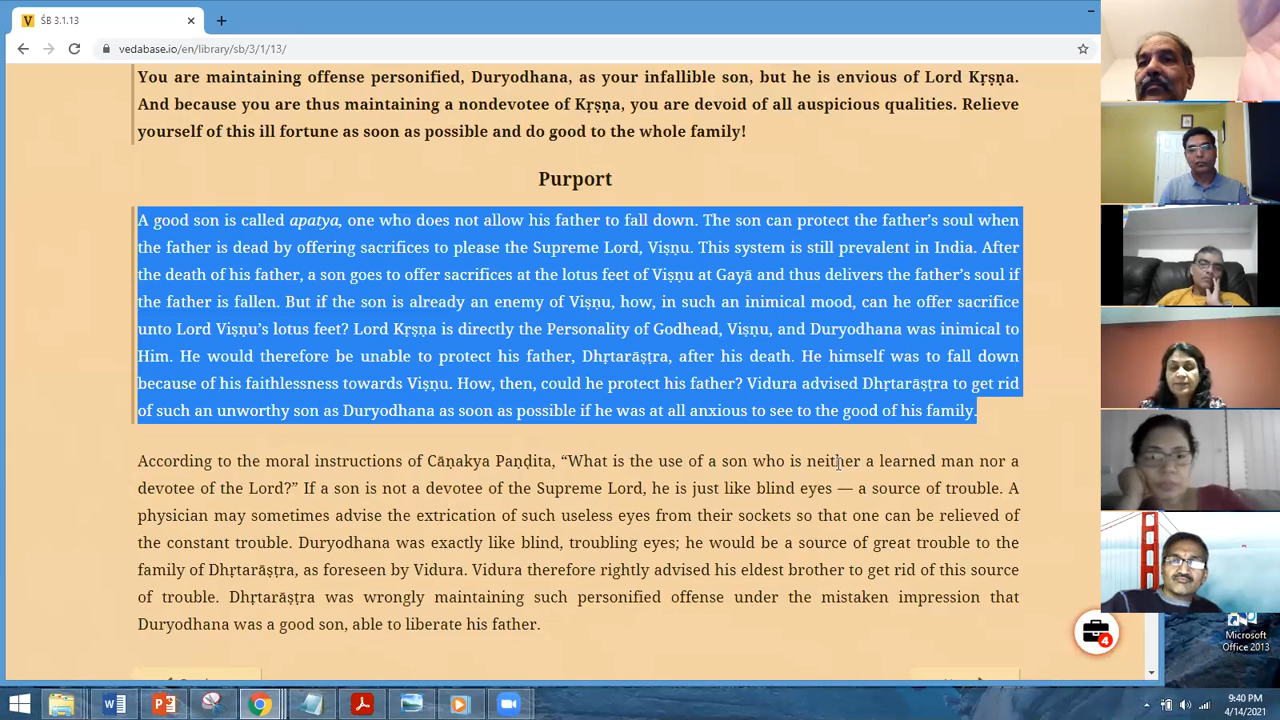 ŚB 3.1.13
vedabase.io/en/library/sb/3/1/13/
You are maintaining offense personified, Duryodhana, as your infallible son, but he is envious of Lord Kṛṣṇa.
And because you are thus maintaining a nondevotee of Kṛṣṇa, you are devoid of all auspicious qualities. Relieve
yourself of this ill fortune as soon as possible and do good to the whole family!
Purport
A good son is called apatya, one who does not allow his father to fall down. The son can protect the father’s soul when
the father is dead by offering sacrifices to please the Supreme Lord, Viṣṇu. This system is still prevalent in India. After
the death of his father, a son goes to offer sacrifices at the lotus feet of Viṣṇu at Gayā and thus delivers the father’s soul if
the father is fallen. But if the son is already an enemy of Viṣṇu, how, in such an inimical mood, can he offer sacrifice
unto Lord Viṣṇu’s lotus feet? Lord Kṛṣṇa is directly the Personality of Godhead, Viṣṇu, and Duryodhana was inimical to
Him. He would therefore be unable to protect his father, Dhṛtarāṣṭra, after his death. He himself was to fall down
because of his faithlessness towards Viṣṇu. How, then, could he protect his father? Vidura advised Dhṛtarāṣṭra to get rid
of such an unworthy son as Duryodhana as soon as possible if he was at all anxious to see to the good of his family.
According to the moral instructions of Cāṇakya Paṇḍita, “What is the use of a son who is neither a learned man nor a
devotee of the Lord?” If a son is not a devotee of the Supreme Lord, he is just like blind eyes — a source of trouble. A
physician may sometimes advise the extrication of such useless eyes from their sockets so that one can be relieved of
the constant trouble. Duryodhana was exactly like blind, troubling eyes; he would be a source of great trouble to the
family of Dhṛtarāṣṭra, as foreseen by Vidura. Vidura therefore rightly advised his eldest brother to get rid of this source
of trouble. Dhṛtarāṣṭra was wrongly maintaining such personified offense under the mistaken impression that
Duryodhana was a good son, able to liberate his father.
4
Microsoft
Office 2013
9:40 PM
4/14/2021